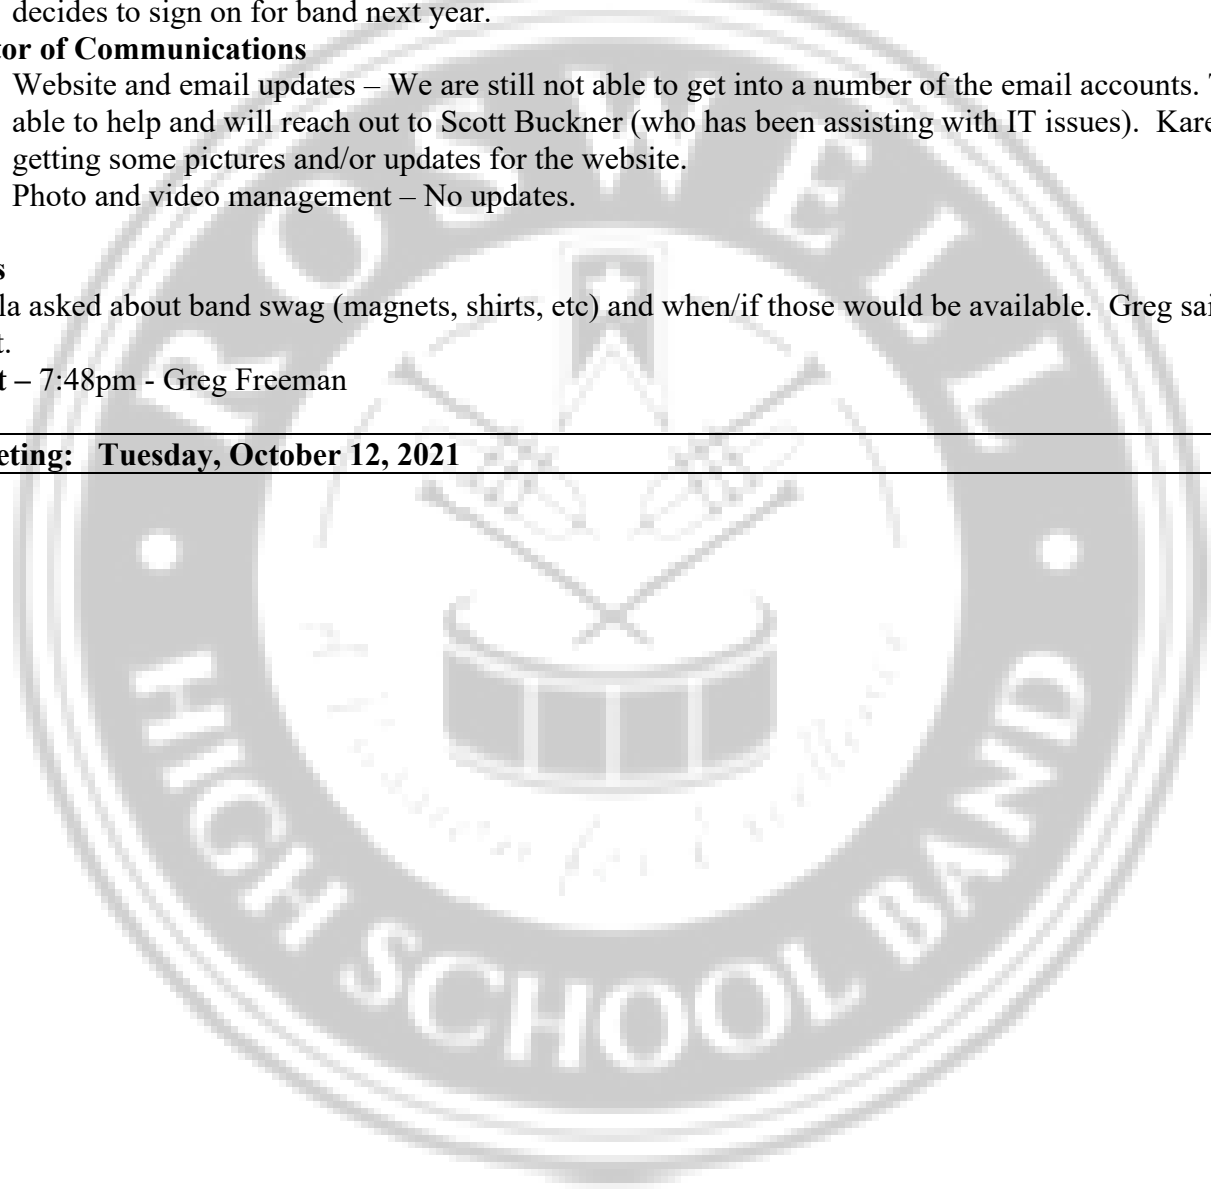 decides to sign on for band next year.
tor of Communications
Website and email updates – We are still not able to get into a number of the email accounts. T
able to help and will reach out to Scott Buckner (who has been assisting with IT issues).  Kare
getting some pictures and/or updates for the website.
Photo and video management – No updates.
s
la asked about band swag (magnets, shirts, etc) and when/if those would be available.  Greg sai
t.
t – 7:48pm - Greg Freeman
eting:   Tuesday, October 12, 2021
ROSWELL
HIGH SCHOOL BAND